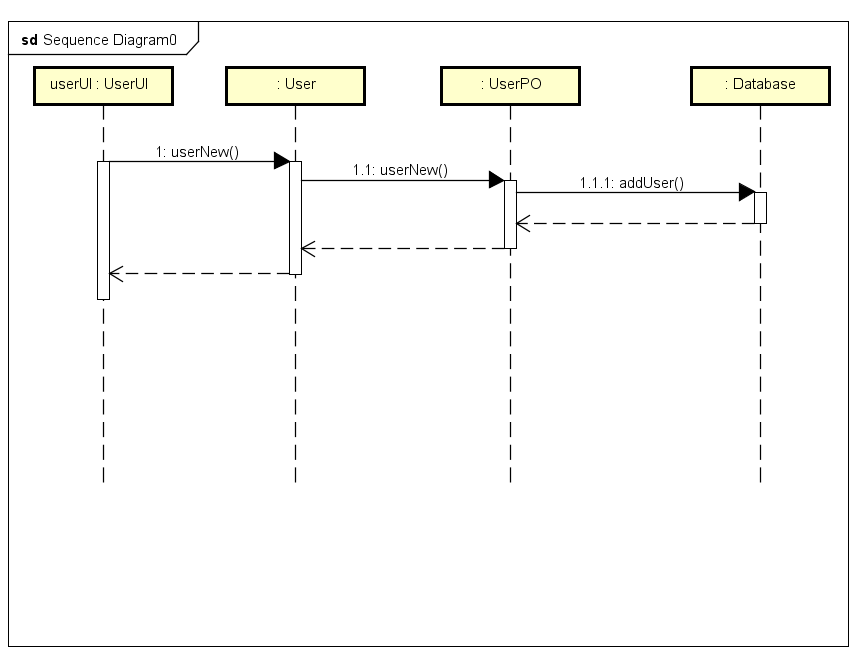 sd Sequence Diagram0
userUI : UserUI
: User
: UserPO
: Database
1: userNew()
1.1: userNew()
1.1.1: addUser()